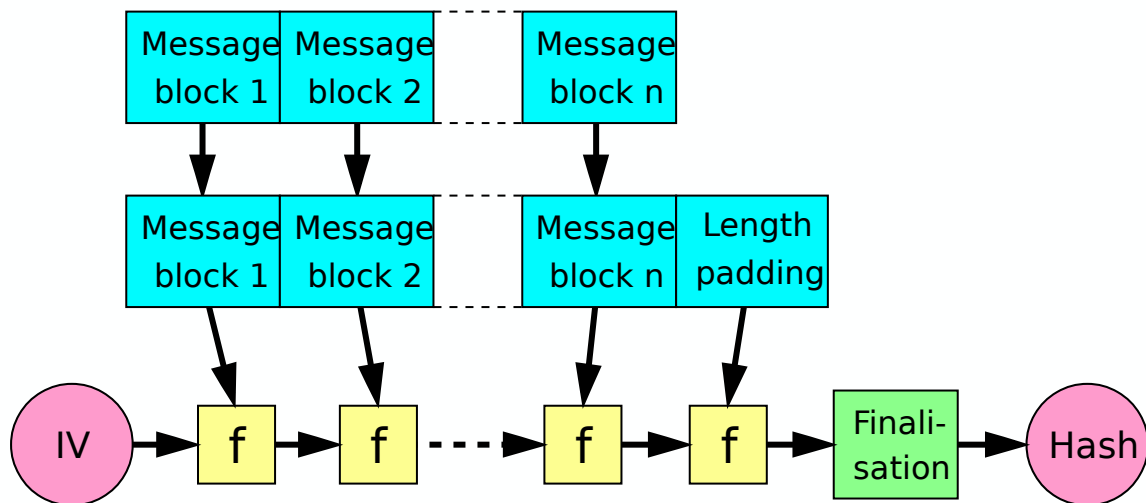 Message
block 1
Message
block 2
Message
block n
Message
block 1
Message
block 2
Message
block n
Length
padding
IV
f
f
f
f
Finali-
sation
Hash